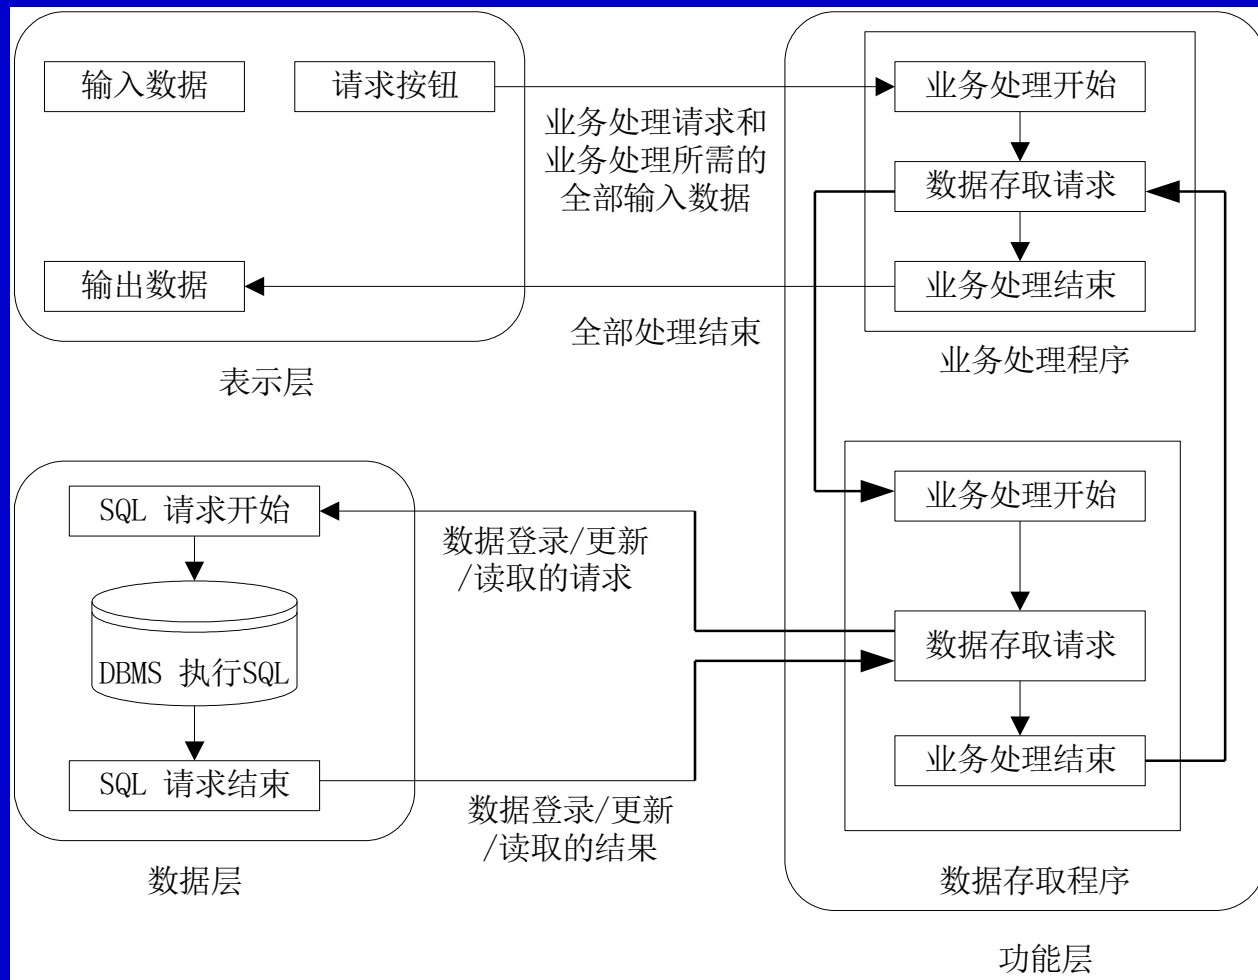 输入数据
请求按钮
业务处理请求和
业务处理所需的
全部输入数据
业务处理开始
数据存取请求
业务处理结束
业务处理程序
输出数据
全部处理结束
表示层
SQL 请求开始
DBMS 执行SQL
SQL 请求结束
数据层
数据登录/更新
/读取的请求
数据登录/更新
/读取的结果
业务处理开始
数据存取请求
业务处理结束
数据存取程序
功能层